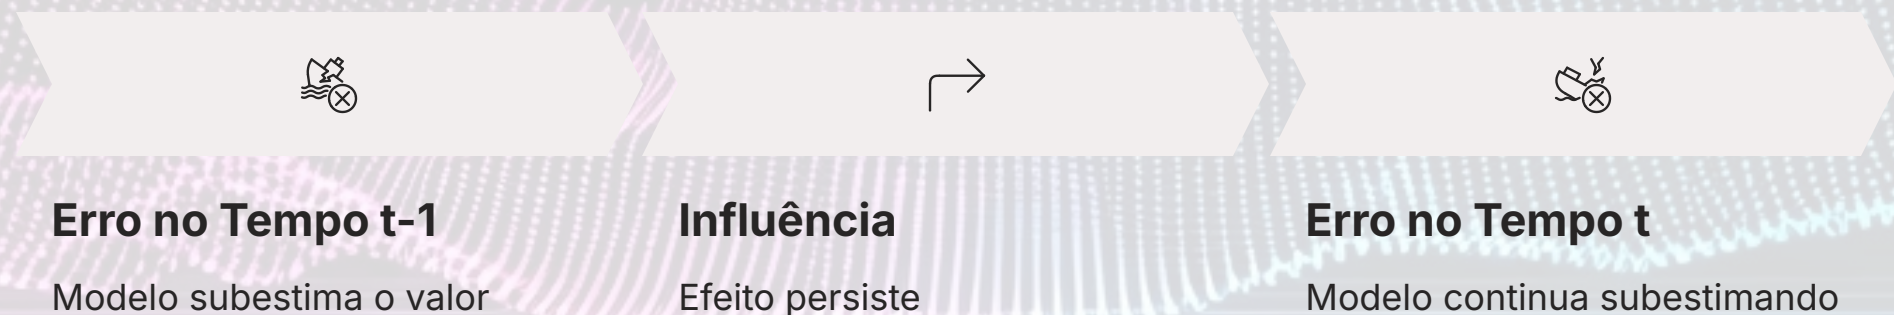 Erro no Tempo t-1
Modelo subestima o valor
Influência
Efeito persiste
Erro no Tempo t
Modelo continua subestimando